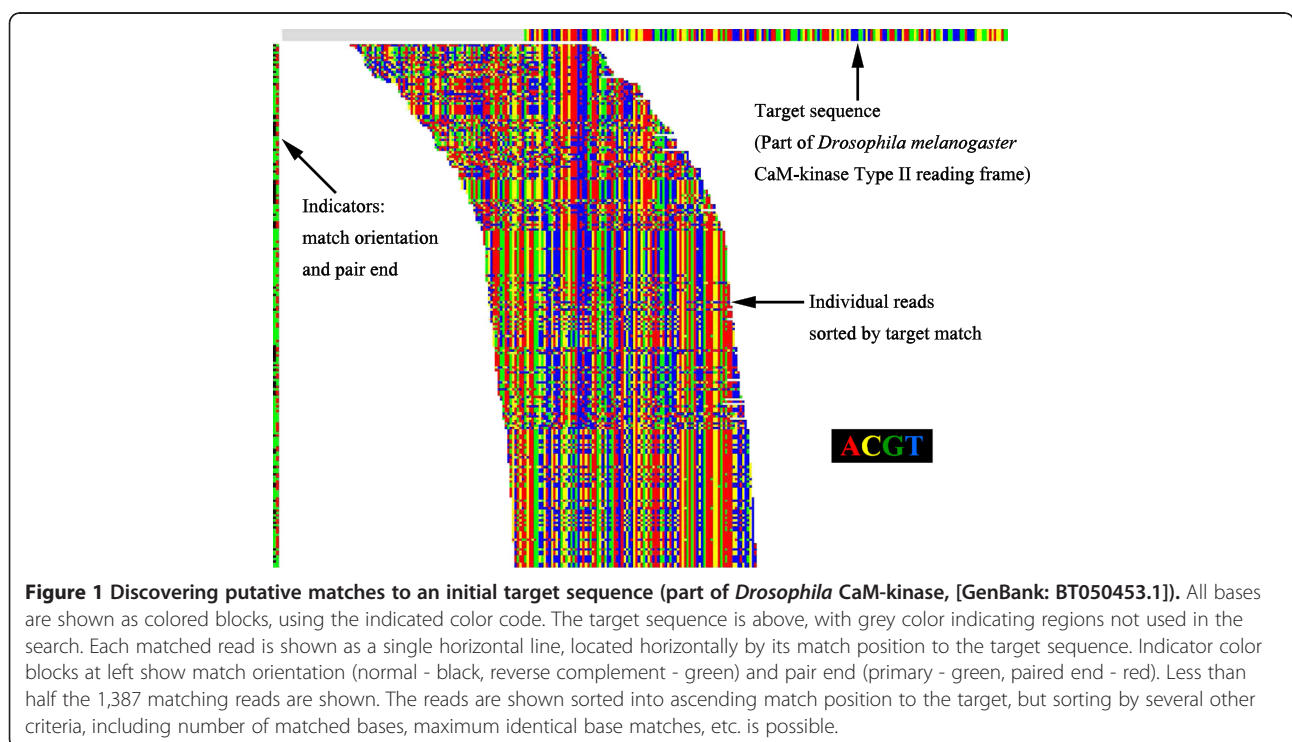 Target sequence
(Part of Drosophila melanogaster
CaM-kinase Type II reading frame)
Indicators:
match orientation
and pair end
Individual reads
sorted by target match
ACGT
Figure 1 Discovering putative matches to an initial target sequence (part of Drosophila CaM-kinase, [GenBank: BT050453.1]). All bases
are shown as colored blocks, using the indicated color code. The target sequence is above, with grey color indicating regions not used in the
search. Each matched read is shown as a single horizontal line, located horizontally by its match position to the target sequence. Indicator color
blocks at left show match orientation (normal - black, reverse complement - green) and pair end (primary - green, paired end - red). Less than
half the 1,387 matching reads are shown. The reads are shown sorted into ascending match position to the target, but sorting by several other
criteria, including number of matched bases, maximum identical base matches, etc. is possible.